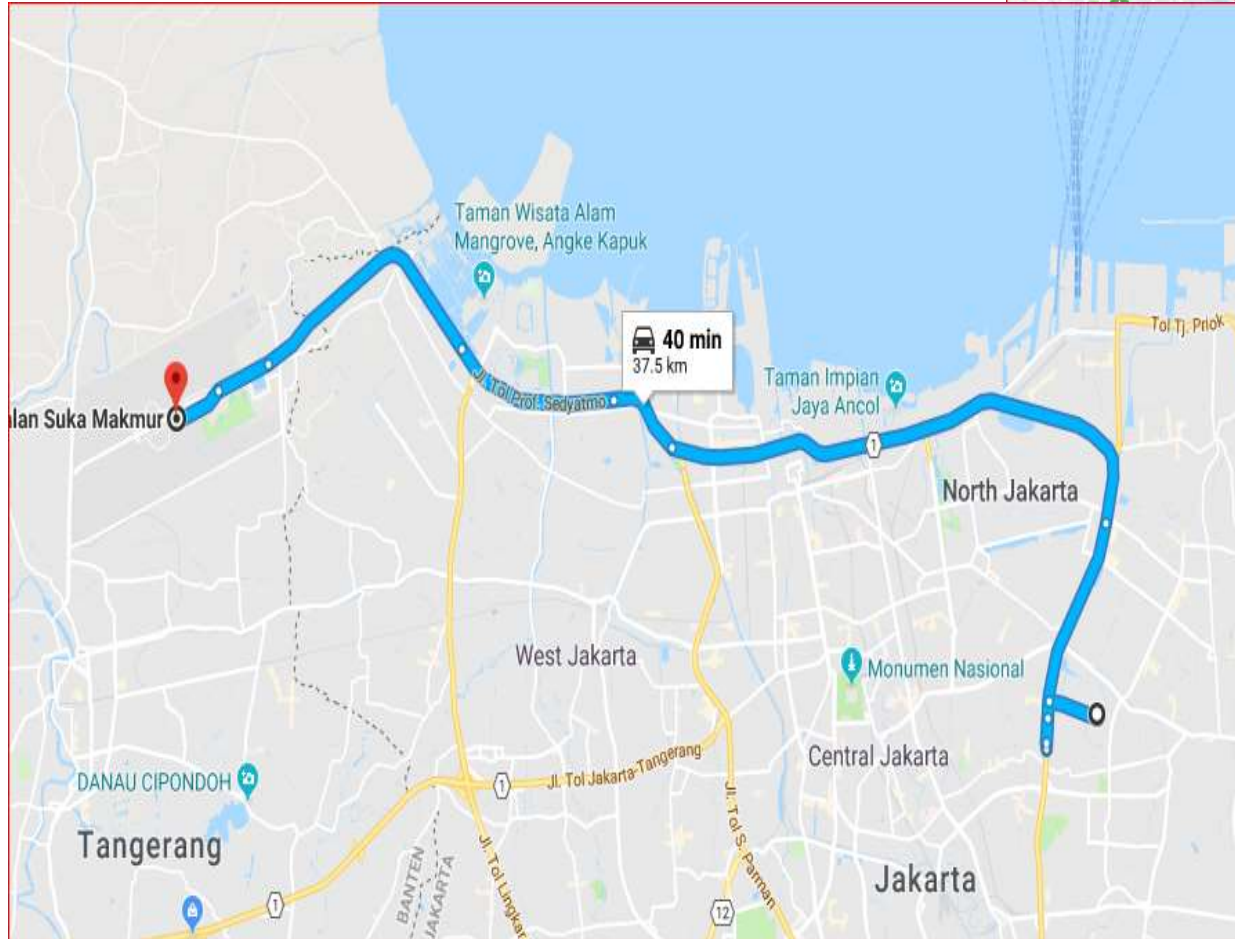 Taman Wisata Alam
Mangrove, Angke Kapuk
40 min
37.5 km
Tol Tj. Priok
Taman Impian
Jaya Ancol
Jl. Tol Prof. Sedyatmo
alan Suka Makmur
1
North Jakarta
West Jakarta
Monumen Nasional
Central Jakarta
Jl. Tol Jakarta-Tangerang
1
DANAU CIPONDOH
Tangerang
Jl. Tol Lingkar
Jl. Tol S. Parman
BANTEN
JAKARTA
Jakarta
1
12